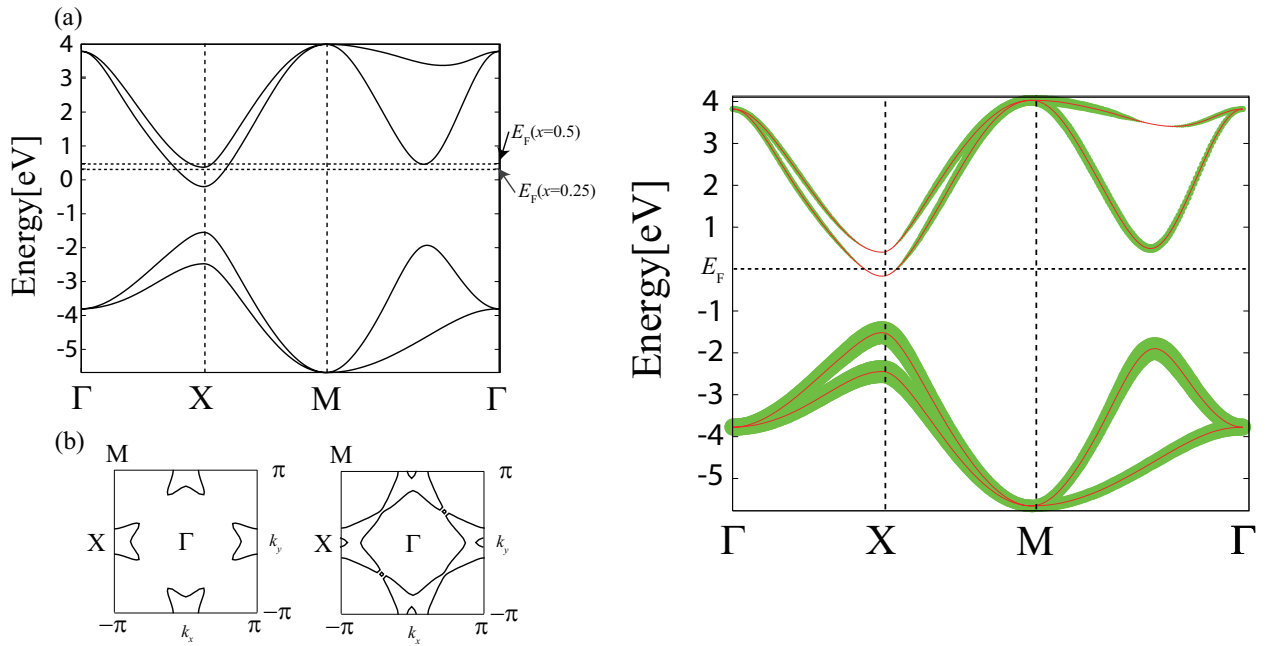 (a)
Energy[eV]
4
3
2
1
0
-1
-2
-3
-4
-5
E_F(x=0.5)
E_F(x=0.25)
Γ X M Γ
(b)
M
π
X Γ k_y
−π
−π k_x π
π
X Γ k_y
−π
−π k_x π
Energy[eV]
4
3
2
1
E_F
-1
-2
-3
-4
-5
Γ X M Γ